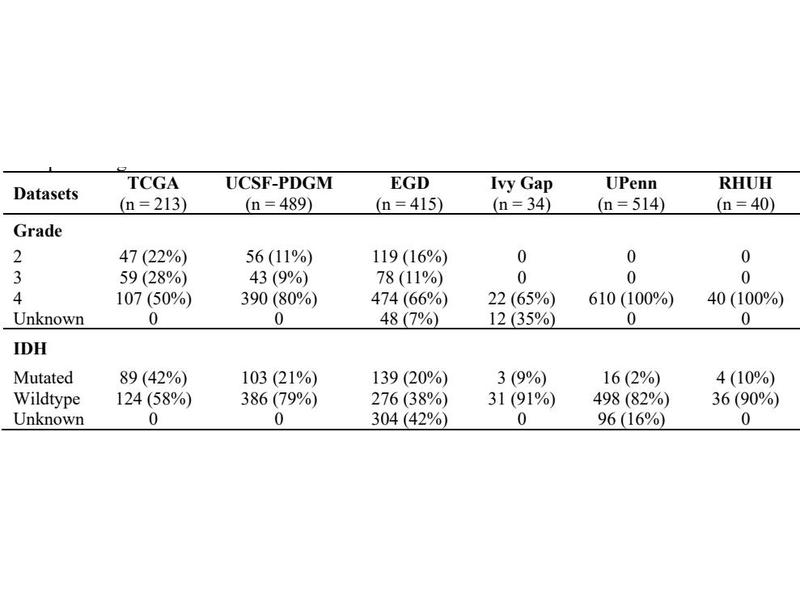 Datasets TCGA UCSF-PDGM EGD Ivy Gap UPenn RHUH
(n = 213) (n = 489) (n = 415) (n = 34) (n = 514) (n = 40)
Grade
2 47 (22%) 56 (11%) 119 (16%) 0 0 0
3 59 (28%) 43 (9%) 78 (11%) 0 0 0
4 107 (50%) 390 (80%) 474 (66%) 22 (65%) 610 (100%) 40 (100%)
Unknown 0 0 48 (7%) 12 (35%) 0 0
IDH
Mutated 89 (42%) 103 (21%) 139 (20%) 3 (9%) 16 (2%) 4 (10%)
Wildtype 124 (58%) 386 (79%) 276 (38%) 31 (91%) 498 (82%) 36 (90%)
Unknown 0 0 304 (42%) 0 96 (16%) 0